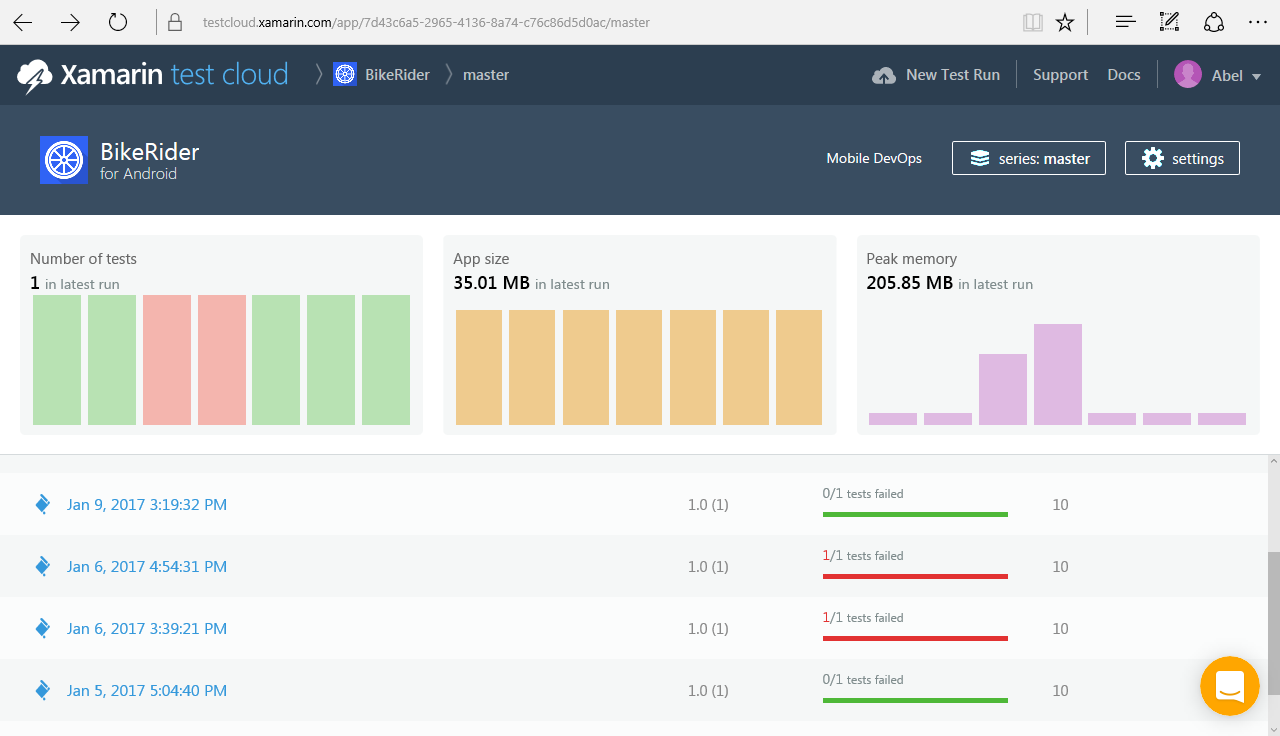 testcloud.xamarin.com/app/7d43c6a5-2965-4136-8a74-c76c86d5d0ac/master
Xamarin test cloud BikeRider master New Test Run Support Docs Abel
BikeRider
for Android
Mobile DevOps series: master settings
Number of tests
1 in latest run
App size
35.01 MB in latest run
Peak memory
205.85 MB in latest run
Jan 9, 2017 3:19:32 PM 1.0 (1) 0/1 tests failed 10
Jan 6, 2017 4:54:31 PM 1.0 (1) 1/1 tests failed 10
Jan 6, 2017 3:39:21 PM 1.0 (1) 1/1 tests failed 10
Jan 5, 2017 5:04:40 PM 1.0 (1) 0/1 tests failed 10